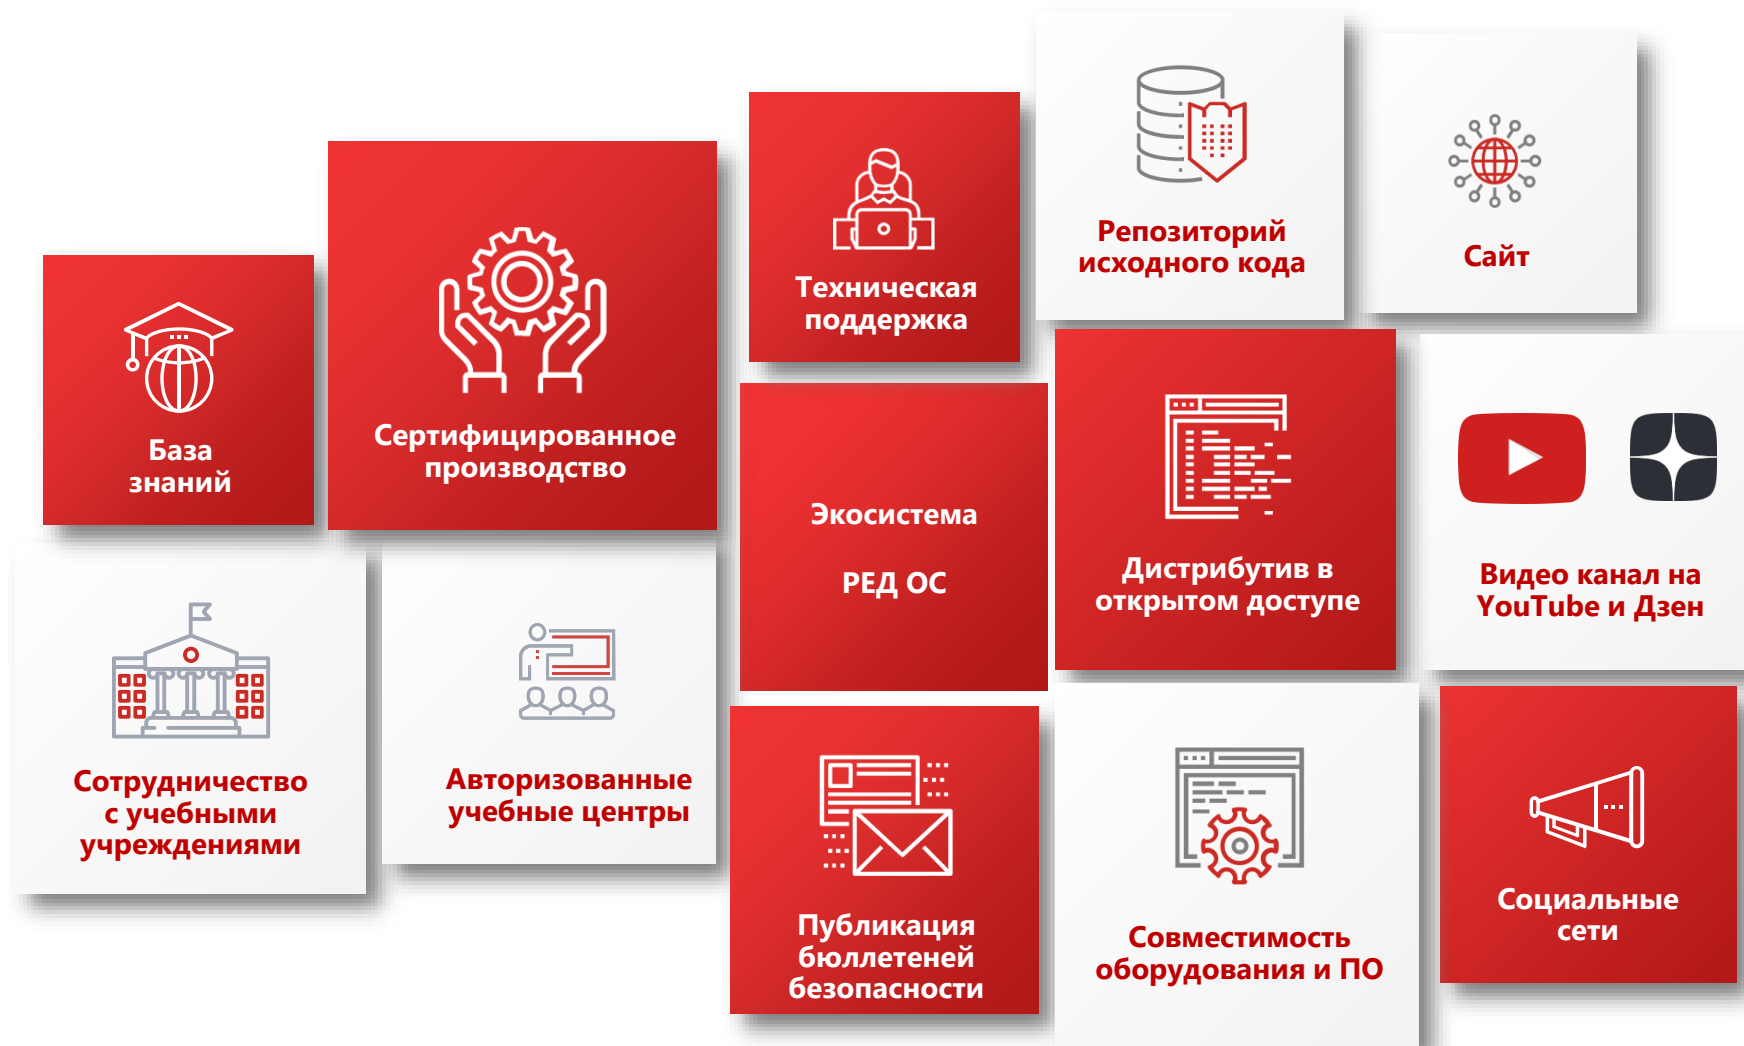 Репозиторий
исходного кода
Сайт
Техническая
поддержка
База
знаний
Сертифицированное
производство
Экосистема
РЕД ОС
Дистрибутив в
открытом доступе
Видео канал на
YouTube и Дзен
Сотрудничество
с учебными
учреждениями
Авторизованные
учебные центры
Публикация
бюллетеней
безопасности
Совместимость
оборудования и ПО
Социальные
сети